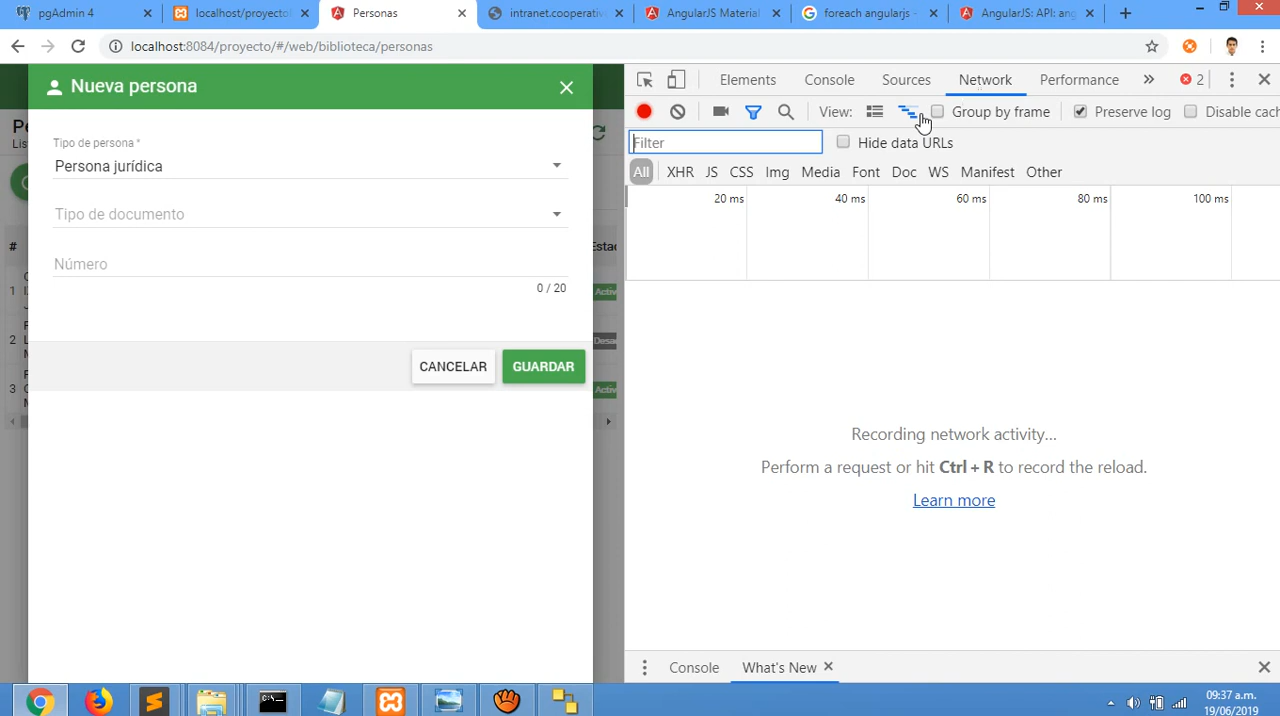 pgAdmin 4
localhost/proyecto
Personas
intranet.cooperativ
AngularJS Material
foreach angularjs -
AngularJS: API: ang
localhost:8084/proyecto/#/web/biblioteca/personas
Nueva persona
Tipo de persona *
Persona jurídica
Tipo de documento
Número
0 / 20
CANCELAR
GUARDAR
#
1
2
3
Elements
Console
Sources
Network
Performance
2
View:
Group by frame
Preserve log
Disable cach
Filter
Hide data URLs
All
XHR
JS
CSS
Img
Media
Font
Doc
WS
Manifest
Other
20 ms
40 ms
60 ms
80 ms
100 ms
Recording network activity…
Perform a request or hit Ctrl + R to record the reload.
Learn more
Console
What's New
09:37 a.m.
19/06/2019